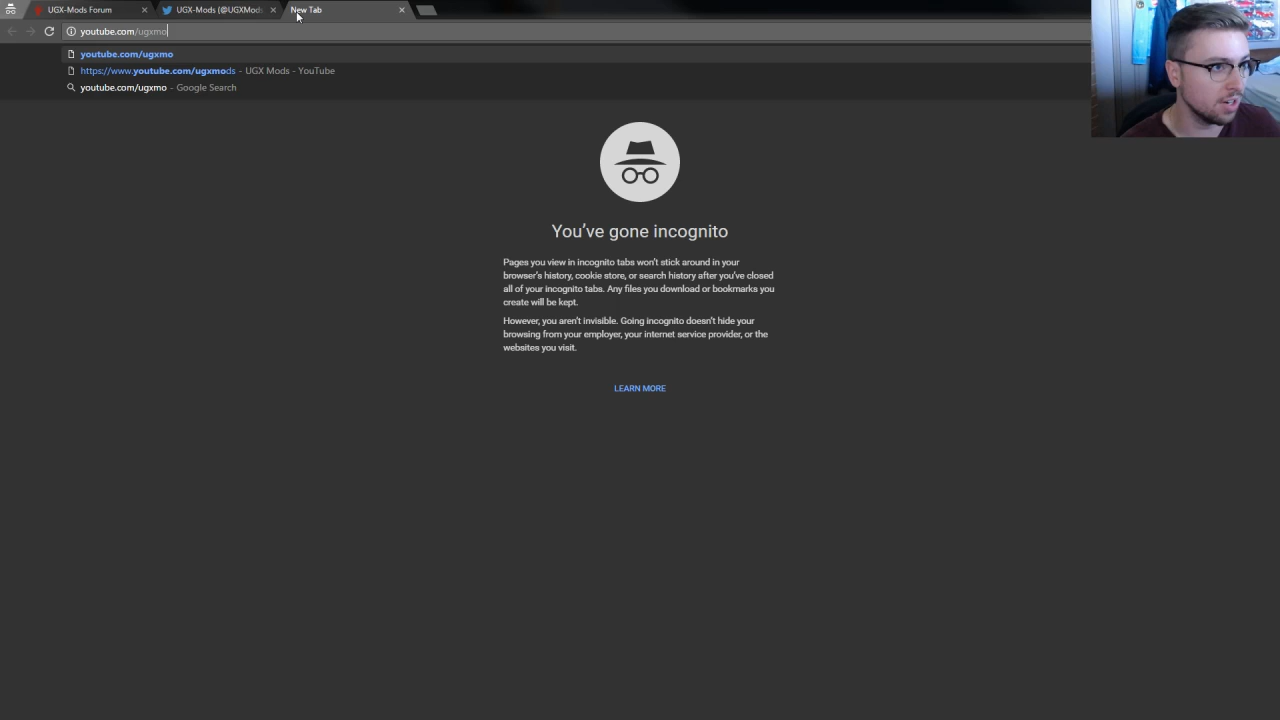 UGX-Mods Forum
UGX-Mods (@UGXMods
New Tab
youtube.com/ugxmo
youtube.com/ugxmo
https://www.youtube.com/ugxmods - UGX Mods - YouTube
youtube.com/ugxmo - Google Search
You've gone incognito
Pages you view in incognito tabs won't stick around in your
browser's history, cookie store, or search history after you've closed
all of your incognito tabs. Any files you download or bookmarks you
create will be kept.
However, you aren't invisible. Going incognito doesn't hide your
browsing from your employer, your internet service provider, or the
websites you visit.
LEARN MORE